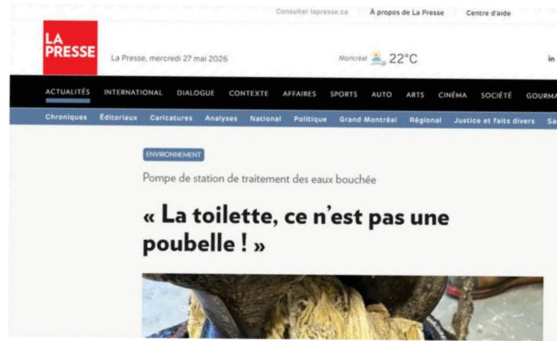 Consulter lapresse.ca À propos de La Presse Centre d'aide
LA
PRESSE
La Presse, mercredi 27 mai 2026
Montréal 22°C
in
ACTUALITÉS INTERNATIONAL DIALOGUE CONTEXTE AFFAIRES SPORTS AUTO ARTS CINÉMA SOCIÉTÉ GOURMA
Chroniques Éditoriaux Caricatures Analyses National Politique Grand Montréal Régional Justice et faits divers Sa
ENVIRONNEMENT
Pompe de station de traitement des eaux bouchée
« La toilette, ce n'est pas une
poubelle ! »